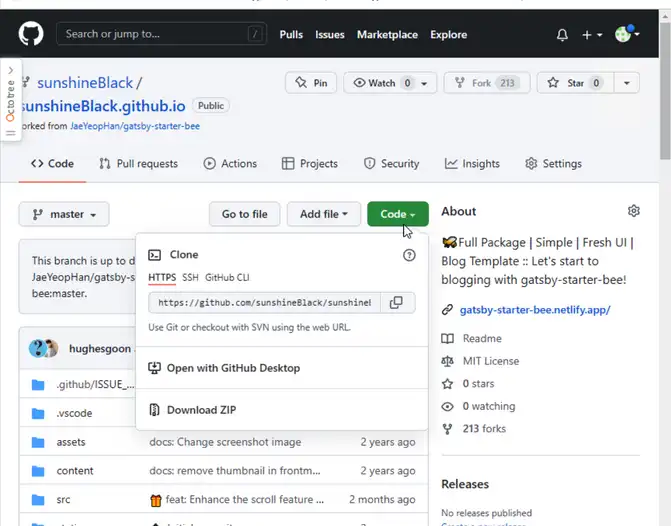 Search or jump to... /
Pulls Issues Marketplace Explore
Octotree
sunshineBlack /
sunshineBlack.github.io Public
forked from JaeYeopHan/gatsby-starter-bee
Pin Watch 0 Fork 213 Star 0
Code Pull requests Actions Projects Security Insights Settings
master Go to file Add file Code
This branch is up to d
JaeYeopHan/gatsby-s
bee:master.
Clone
HTTPS SSH GitHub CLI
https://github.com/sunshineBlack/sunshinel
Use Git or checkout with SVN using the web URL.
Open with GitHub Desktop
Download ZIP
hughesgoon
.github/ISSUE_...
.vscode
assets docs: Change screenshot image 2 years ago
content docs: remove thumbnail in frontm... 2 years ago
src feat: Enhance the scroll feature ... 2 months ago
About
Full Package | Simple | Fresh UI |
Blog Template :: Let's start to
blogging with gatsby-starter-bee!
gatsby-starter-bee.netlify.app/
Readme
MIT License
0 stars
0 watching
213 forks
Releases
No releases published
Create a new release